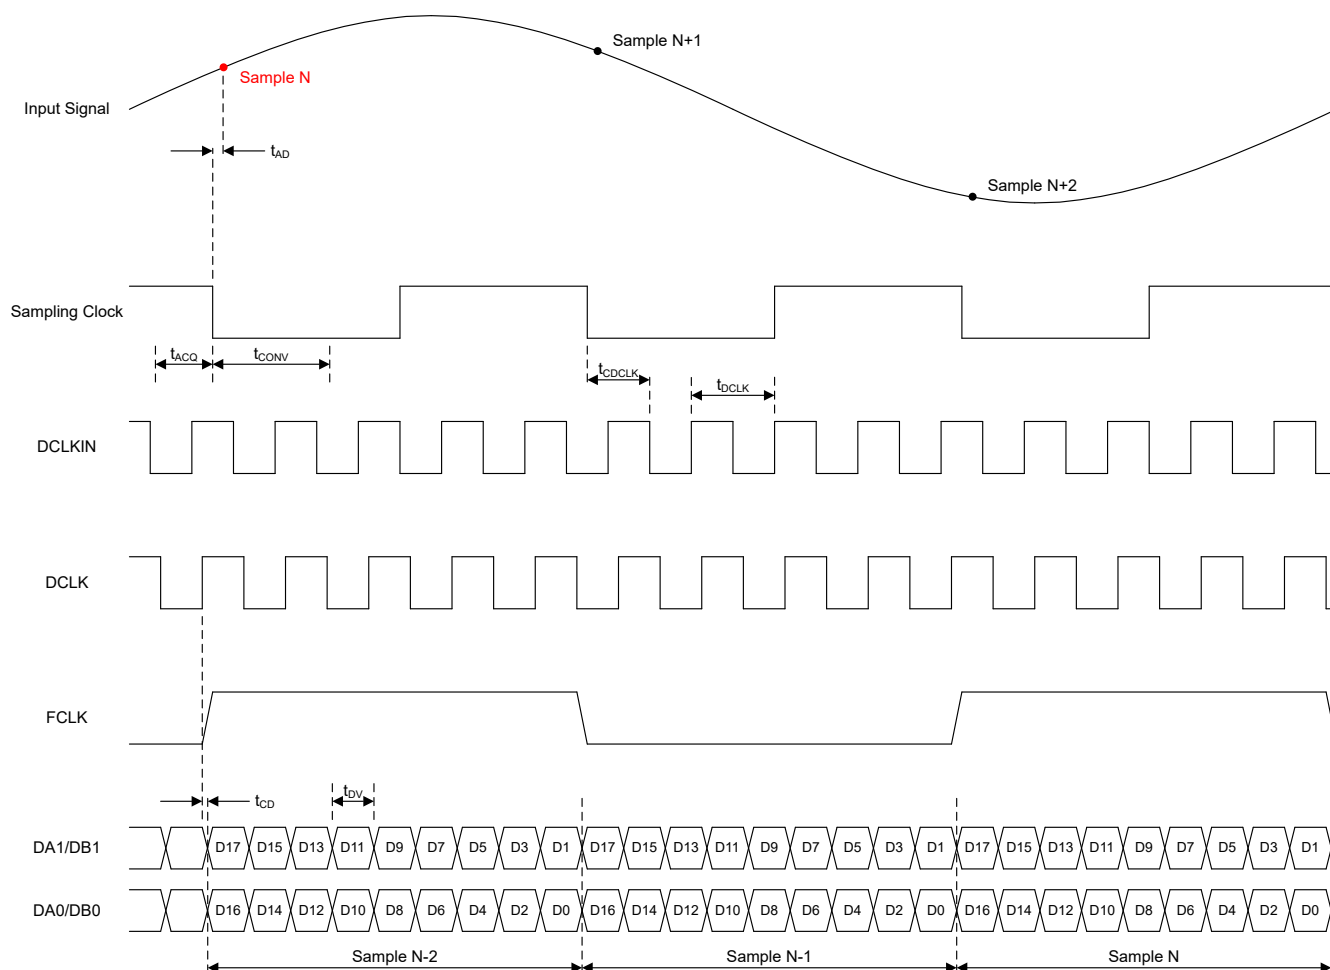 Sample N+1
Sample N
Input Signal
tAD
Sample N+2
Sampling Clock
tACQ
tCONV
tCDCLK
tDCLK
DCLKIN
DCLK
FCLK
tCD
tDV
DA1/DB1 D17 D15 D13 D11 D9 D7 D5 D3 D1 D17 D15 D13 D11 D9 D7 D5 D3 D1 D17 D15 D13 D11 D9 D7 D5 D3 D1
DA0/DB0 D16 D14 D12 D10 D8 D6 D4 D2 D0 D16 D14 D12 D10 D8 D6 D4 D2 D0 D16 D14 D12 D10 D8 D6 D4 D2 D0
Sample N-2 Sample N-1 Sample N